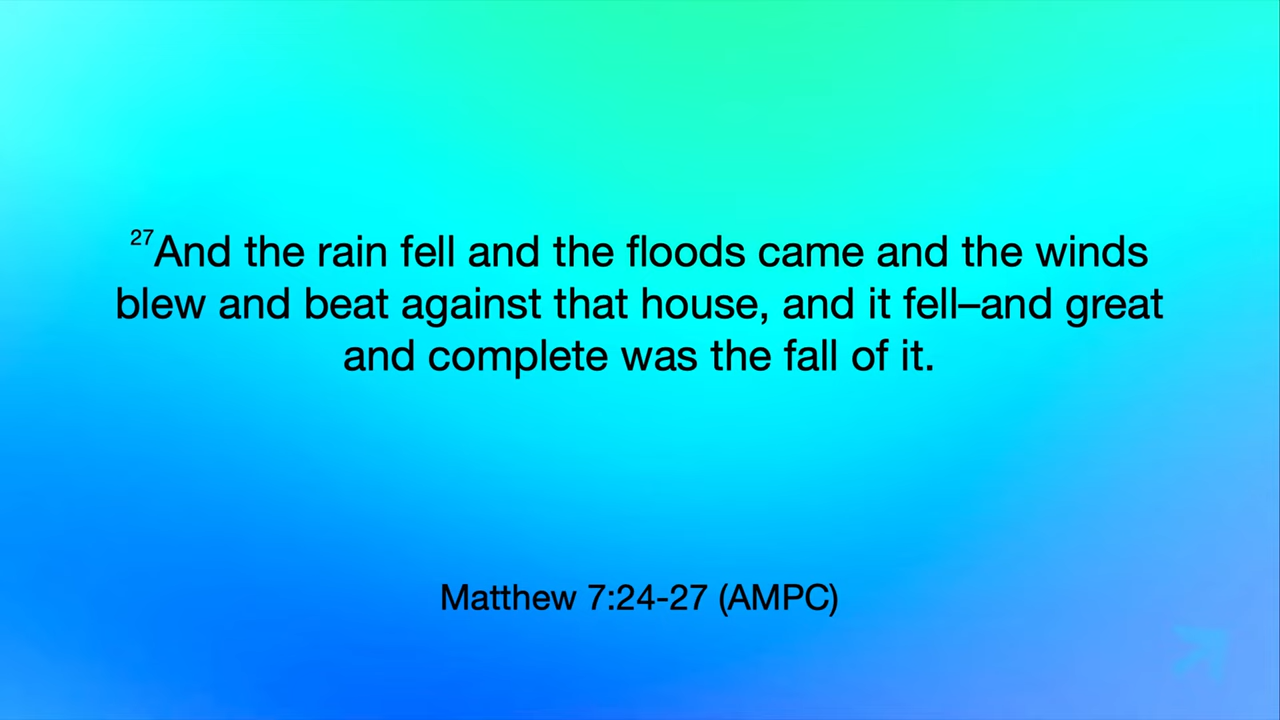 27And the rain fell and the floods came and the winds
blew and beat against that house, and it fell–and great
and complete was the fall of it.
Matthew 7:24-27 (AMPC)